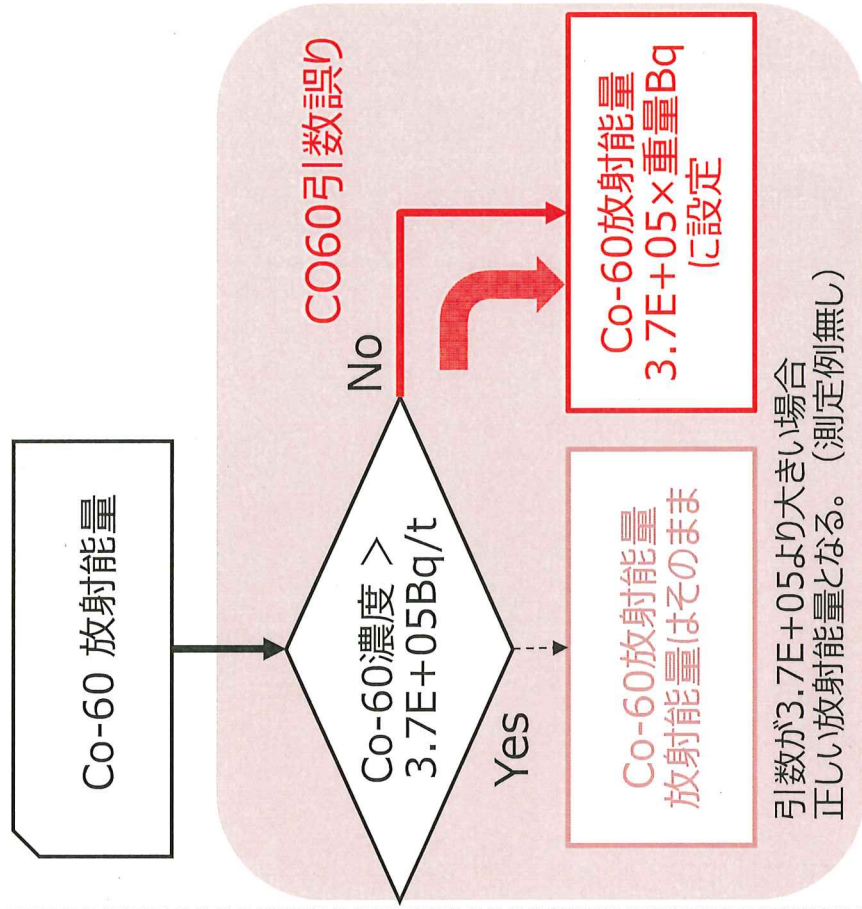 Co-60 放射能量
CO60引数誤り
Co-60濃度 >
3.7E+05Bq/t
No
Yes
Co-60放射能量
放射能量はそのまま
Co-60放射能量
3.7E+05×重量Bq
に設定
引数が3.7E+05より大きい場合
正しい放射能量となる。（測定例無し）